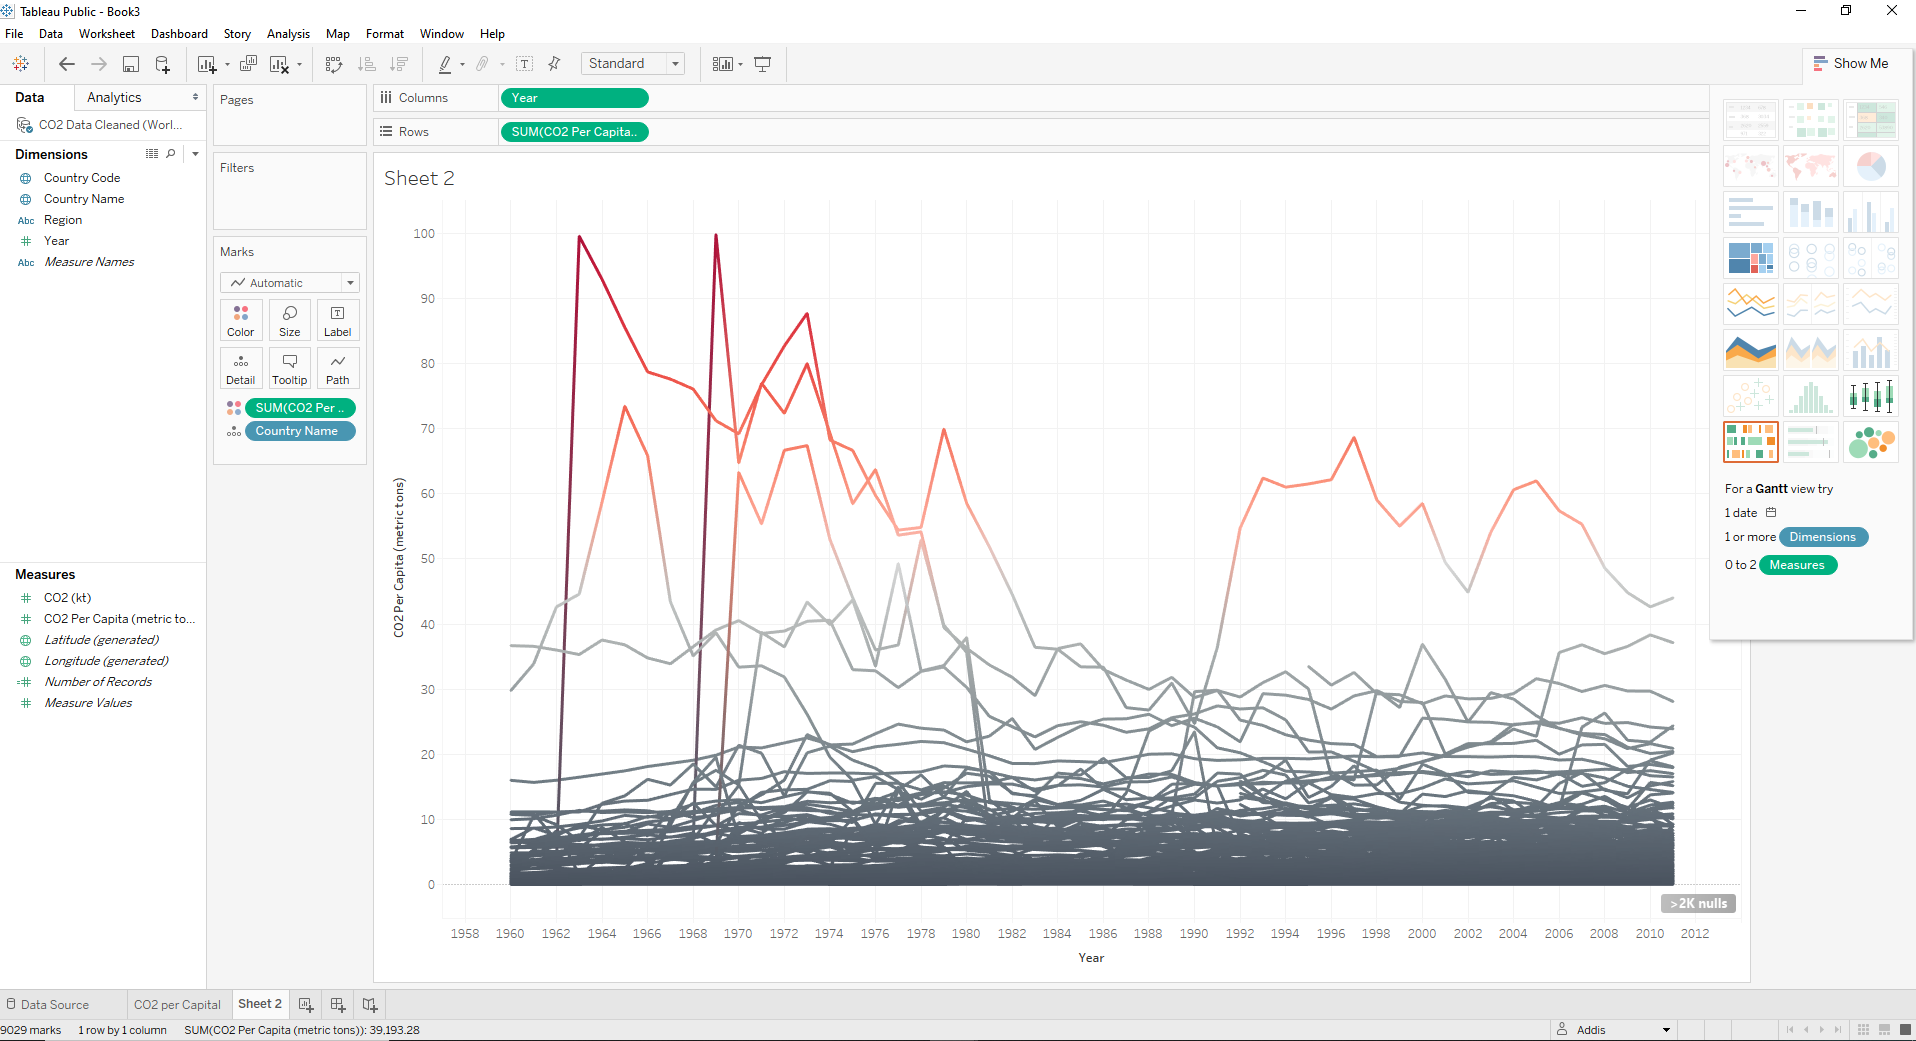 Tableau Public - Book3
File Data Worksheet Dashboard Story Analysis Map Format Window Help
Standard
Show Me
Data
Analytics
CO2 Data Cleaned (Worl...
Dimensions
Country Code
Country Name
Abc Region
Year
Abc Measure Names
Measures
CO2 (kt)
CO2 Per Capita (metric to...
Latitude (generated)
Longitude (generated)
Number of Records
Measure Values
Pages
Filters
Marks
Automatic
Color Size Label
Detail Tooltip Path
SUM(CO2 Per ..
Country Name
Columns Year
Rows SUM(CO2 Per Capita..
Sheet 2
100
90
80
70
60
50
40
30
20
10
0
CO2 Per Capita (metric tons)
>2K nulls
1958 1960 1962 1964 1966 1968 1970 1972 1974 1976 1978 1980 1982 1984 1986 1988 1990 1992 1994 1996 1998 2000 2002 2004 2006 2008 2010 2012
Year
For a Gantt view try
1 date
1 or more Dimensions
0 to 2 Measures
Data Source CO2 per Capital Sheet 2
9029 marks 1 row by 1 column SUM(CO2 Per Capita (metric tons)): 39,193.28
Addis